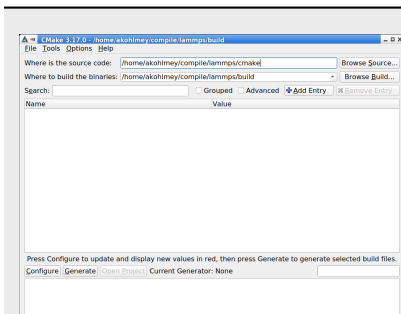 CMake 3.17.0 - /home/akohlmey/compile/lammps/build
File Tools Options Help
Where is the source code: /home/akohlmey/compile/lammps/cmake Browse Source...
Where to build the binaries: /home/akohlmey/compile/lammps/build Browse Build...
Search: Grouped Advanced Add Entry Remove Entry
Name Value
Press Configure to update and display new values in red, then press Generate to generate selected build files.
Configure Generate Open Project Current Generator: None